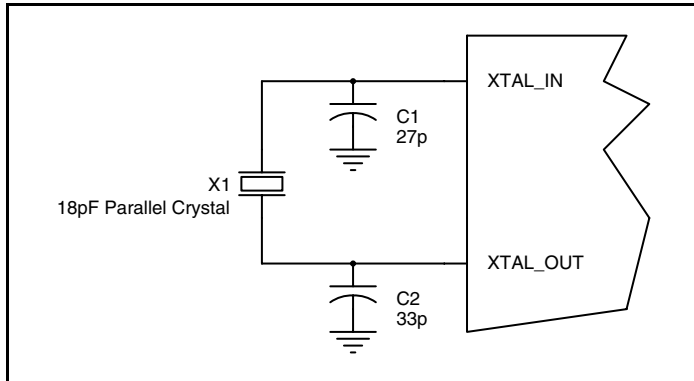 XTAL_IN
C1
27p
X1
18pF Parallel Crystal
XTAL_OUT
C2
33p